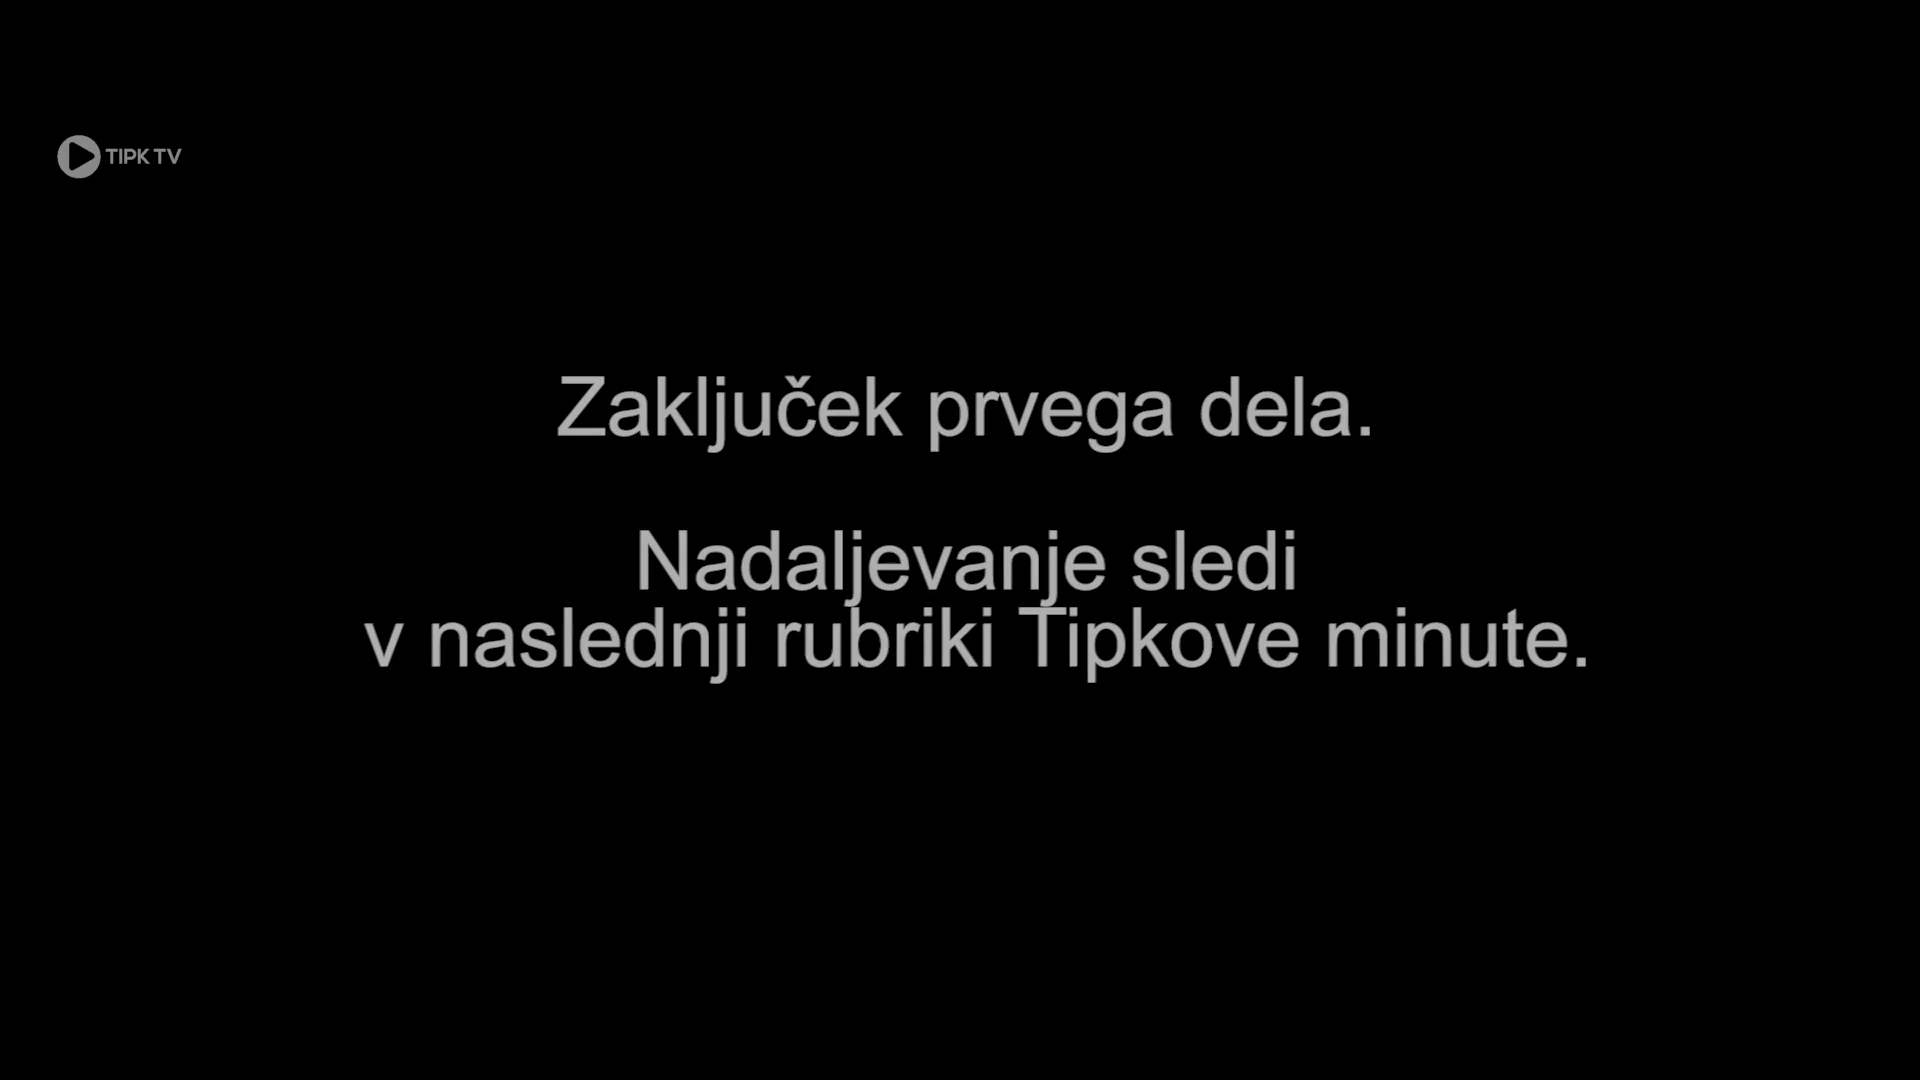 TIPK TV
Zaključek prvega dela.
Nadaljevanje sledi
v naslednji rubriki Tipkove minute.